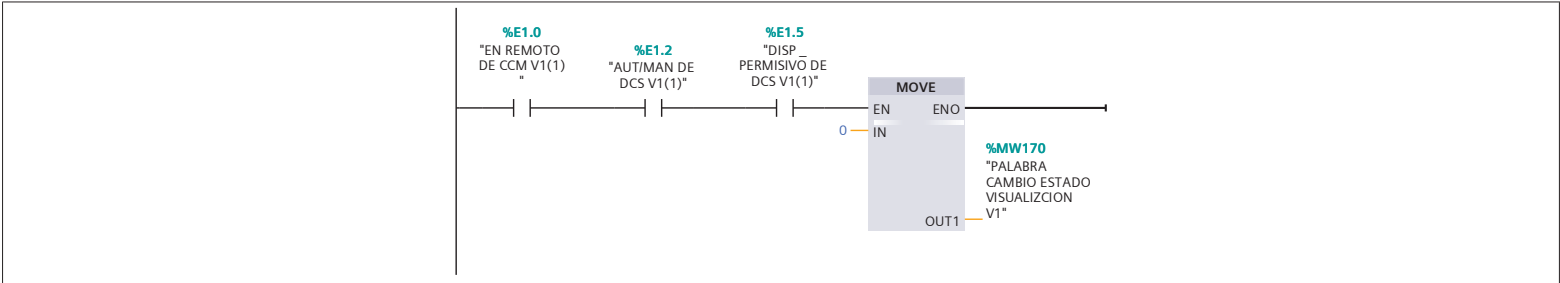 %E1.0
"EN REMOTO
DE CCM V1(1)
"
%E1.2
"AUT/MAN DE
DCS V1(1)"
%E1.5
"DISP _
PERMISIVO DE
DCS V1(1)"
MOVE
EN ENO
0 IN
%MW170
"PALABRA
CAMBIO ESTADO
VISUALIZCION
V1"
OUT1